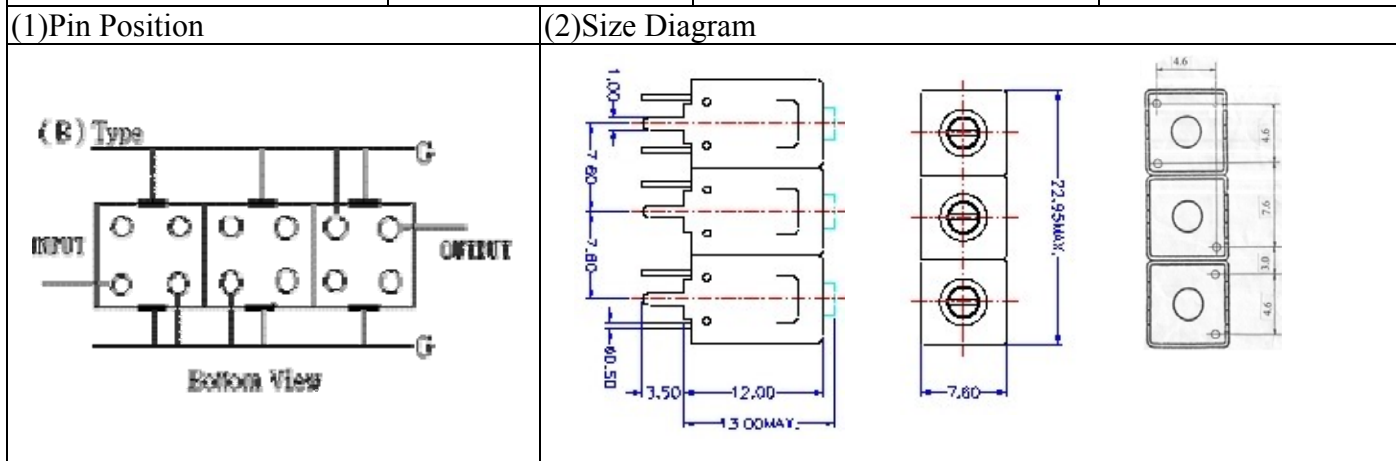 (1)Pin Position
(2)Size Diagram
(B) Type
G
INPUT
OUTPUT
G
Bottom View
1.00
7.60
7.60
φ0.50
3.50
12.00
13.00MAX.
22.95MAX.
7.60
4.6
4.6
7.6
3.0
4.6